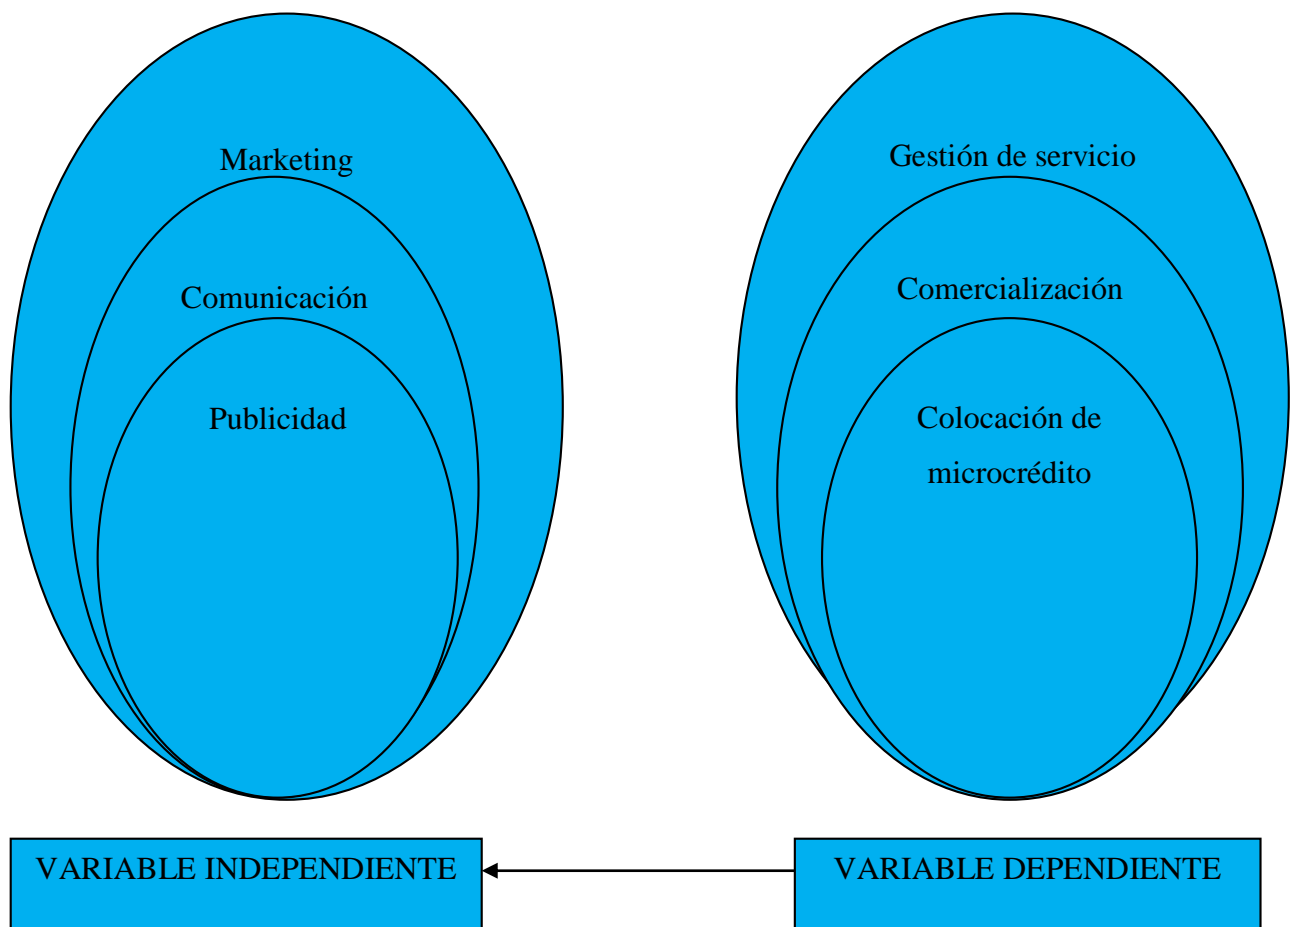 Marketing
Comunicación
Publicidad
Gestión de servicio
Comercialización
Colocación de
microcrédito
VARIABLE INDEPENDIENTE
VARIABLE DEPENDIENTE